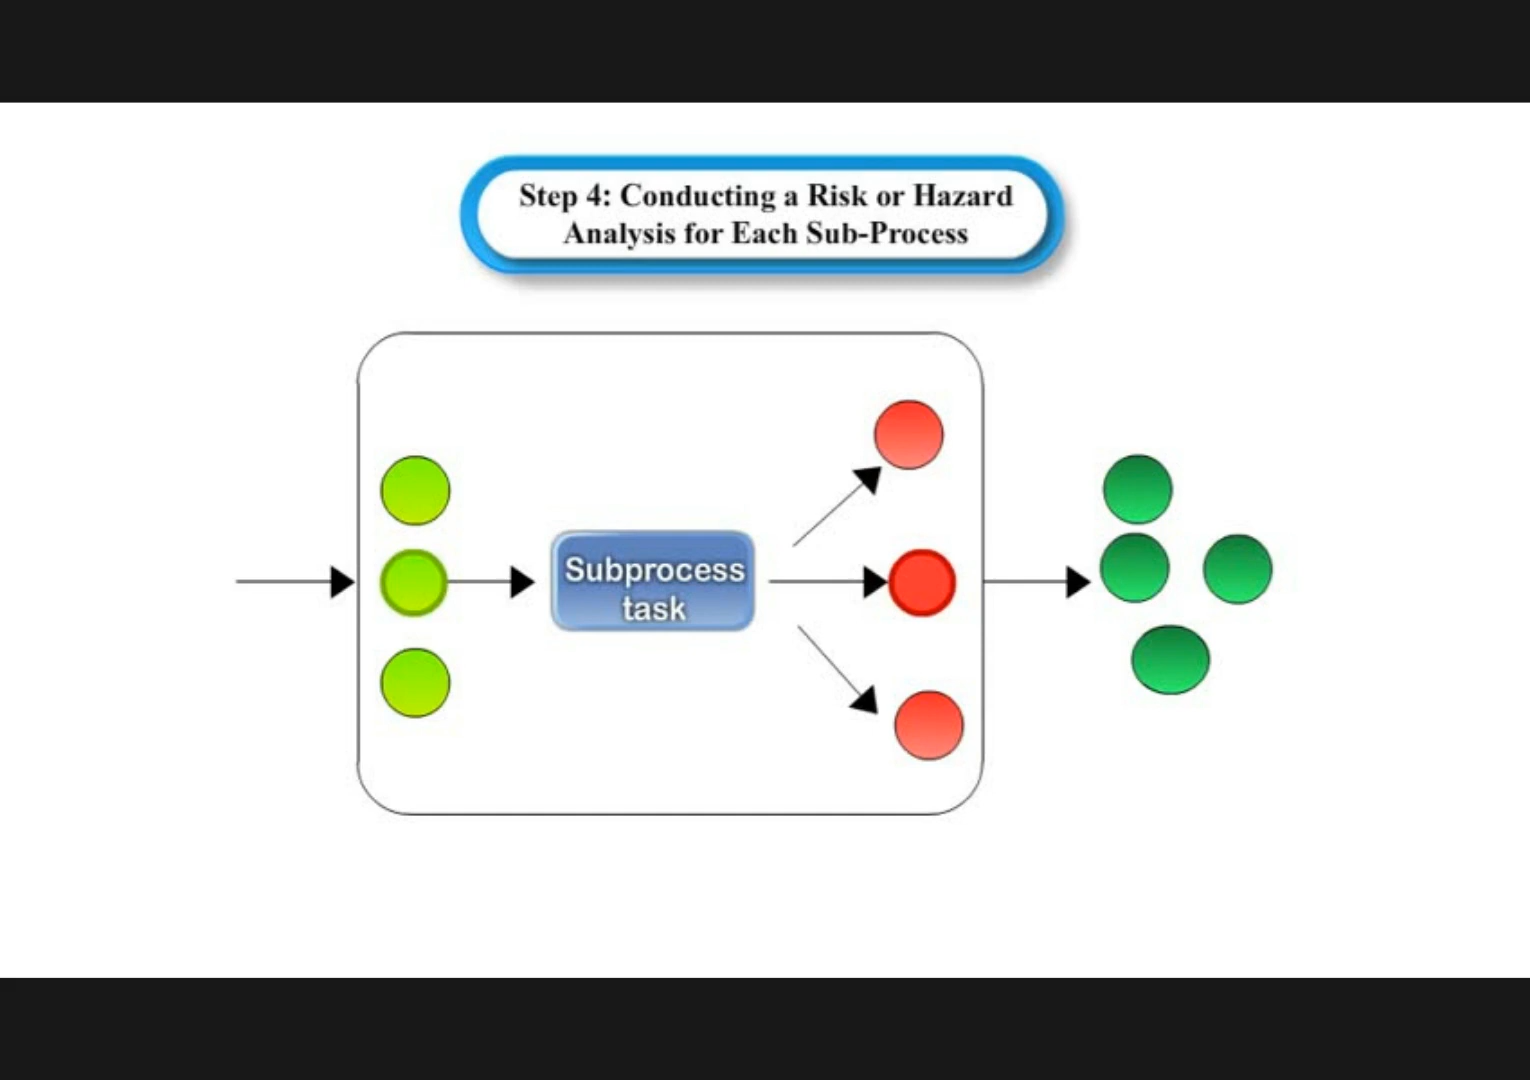 Step 4: Conducting a Risk or Hazard
Analysis for Each Sub-Process
Subprocess
task